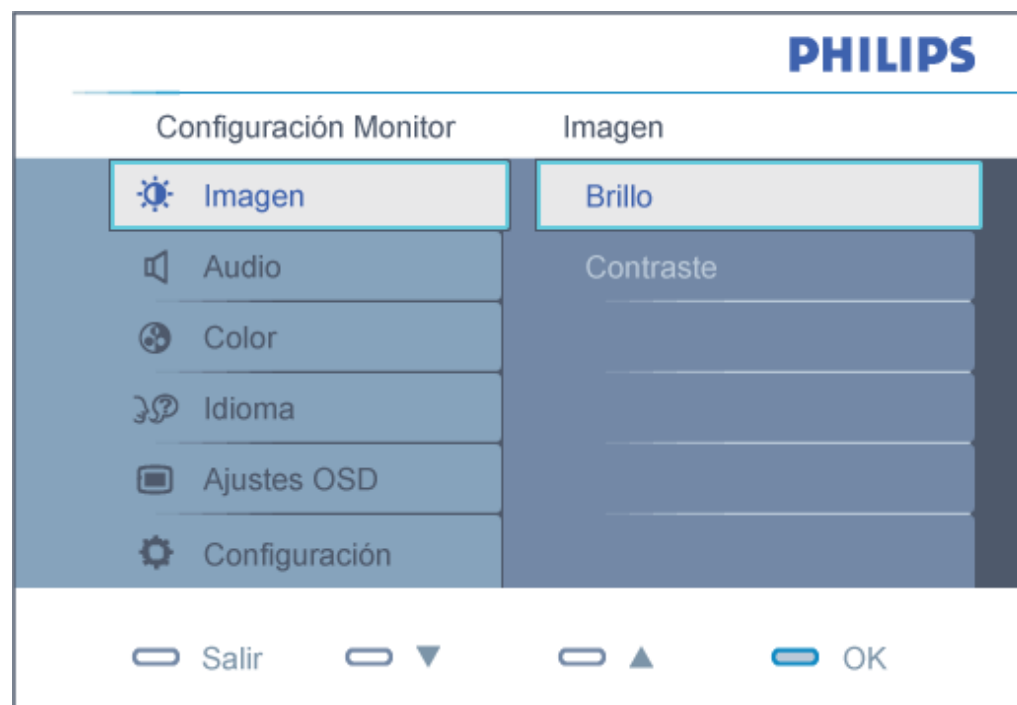 PHILIPS
Configuración Monitor
Imagen
Imagen
Brillo
Audio
Contraste
Color
Idioma
Ajustes OSD
Configuración
Salir ▼ ▲ OK